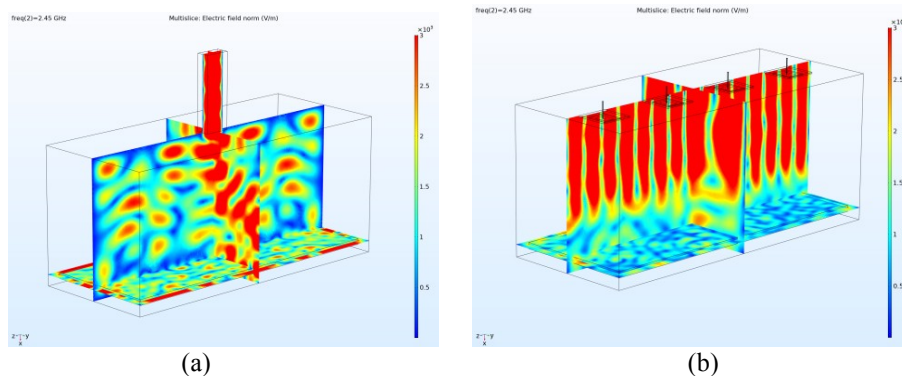 freq(2)=2.45 GHz
Multislice: Electric field norm (V/m)
×10³
3
2.5
2
1.5
1
0.5
z y
x
(a)
freq(2)=2.45 GHz
Multislice: Electric field norm (V/m)
3
2.5
2
1.5
1
0.5
z y
x
(b)